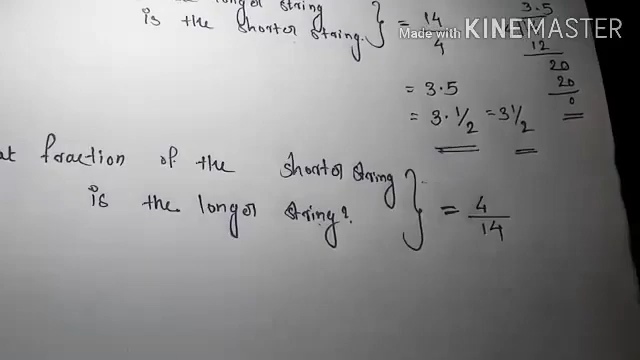 longer string
is the shorter string. } = 14/4
3.5
12
20
20
0
= 3.5
= 3.1/2 = 3 1/2
fraction of the shorter string
is the longer string? } = 4/14
Made with KINEMASTER